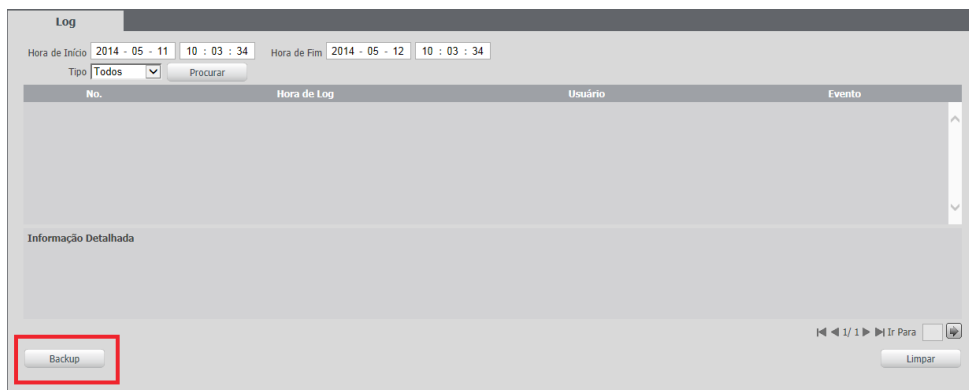 Log
Hora de Início 2014 - 05 - 11 10 : 03 : 34 Hora de Fim 2014 - 05 - 12 10 : 03 : 34
Tipo Todos Procurar
No. Hora de Log Usuário Evento
Informação Detalhada
1/ 1 Ir Para
Backup Limpar